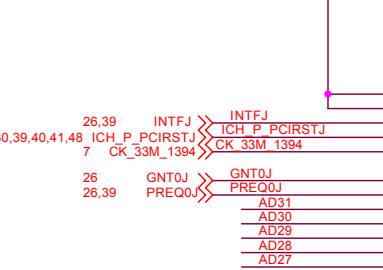 26,39 INTFJ INTFJ
0,39,40,41,48 ICH_P_PCIRSTJ ICH_P_PCIRSTJ
7 CK_33M_1394 CK_33M_1394
26 GNT0J GNT0J
26,39 PREQ0J PREQ0J
AD31
AD30
AD29
AD28
AD27